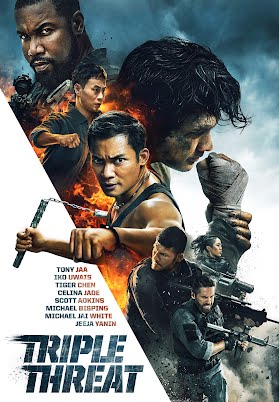 TONY JAA
IKO UWAIS
TIGER CHEN
CELINA JADE
SCOTT ADKINS
MICHAEL BISPING
MICHAEL JAI WHITE
JEEJA YANIN
TRIPLE
THREAT